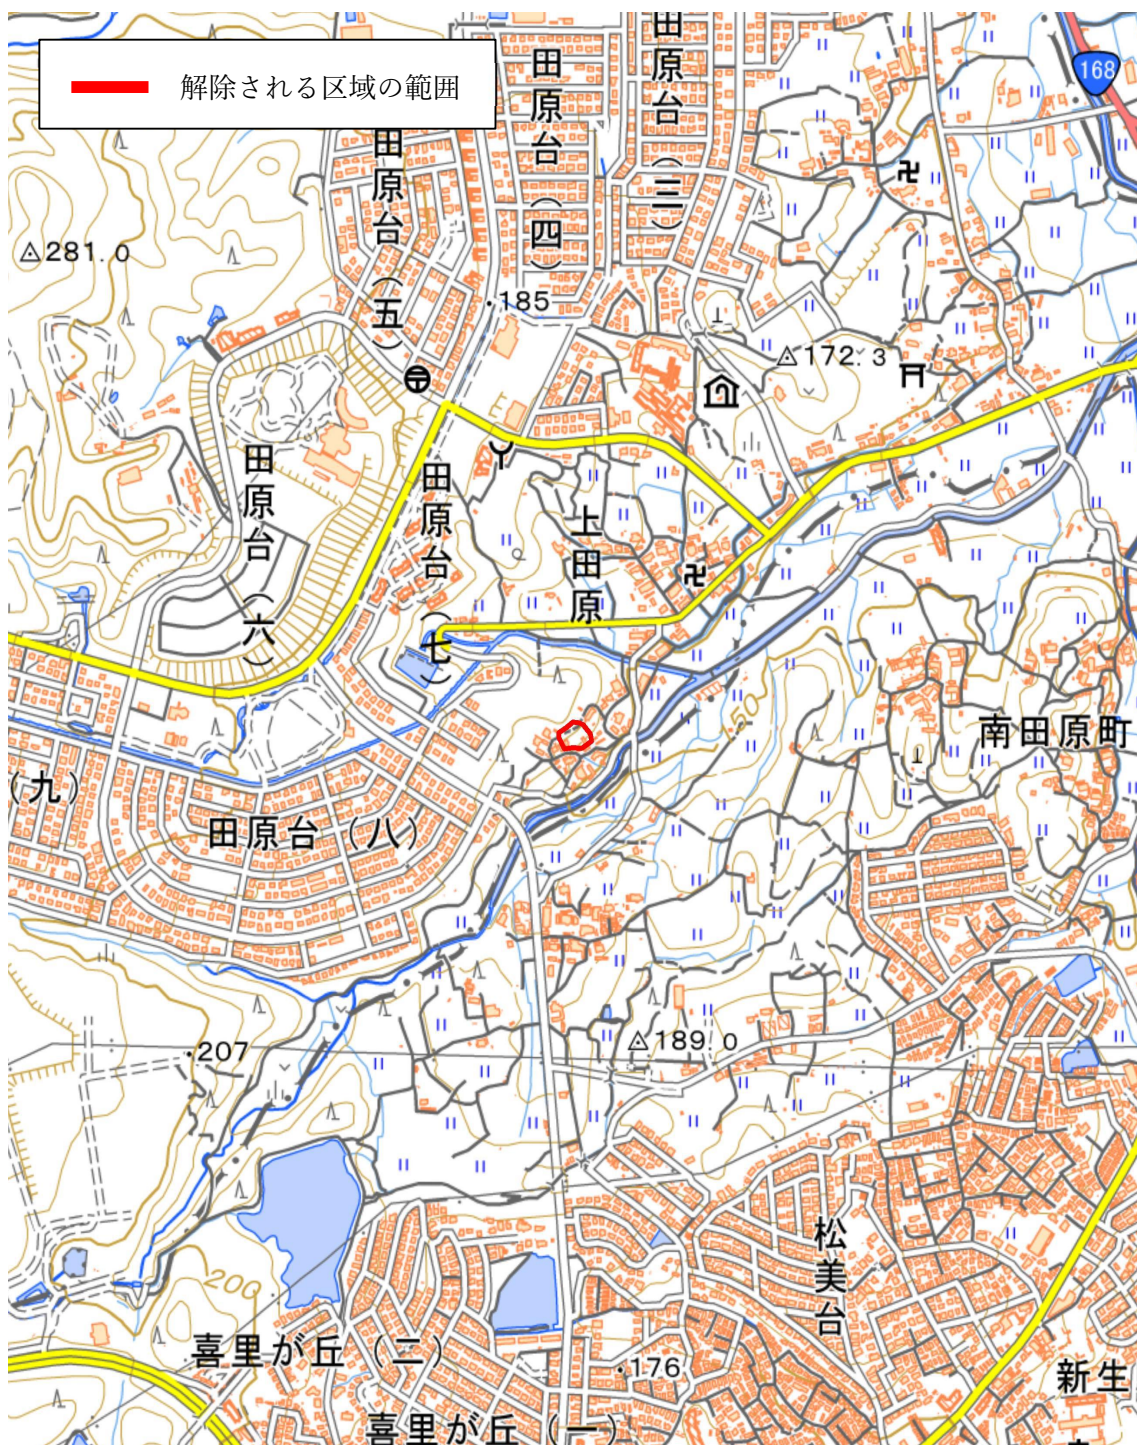 解除される区域の範囲
168
田原台（三）
田原台（四）
田原台（五）
281.0
185
172.3
田原台（六）
田原台（七）
上田原
50
南田原町
（九）
田原台（八）
189.0
207
200
松美台
喜里が丘（二）
176
新生
喜里が丘（一）